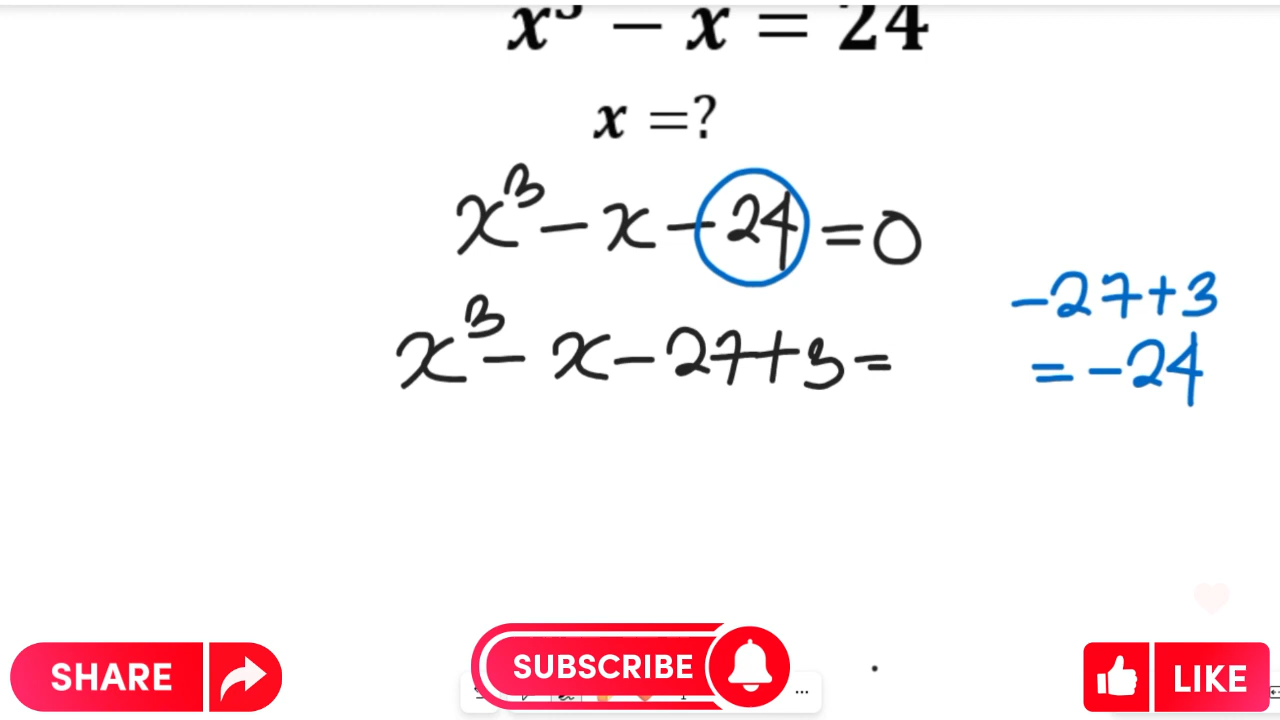 x³ − x = 24
x =?
x³ − x − 24 = 0
x³ − x − 27 + 3 =
−27+3
= −24
SHARE
SUBSCRIBE
LIKE